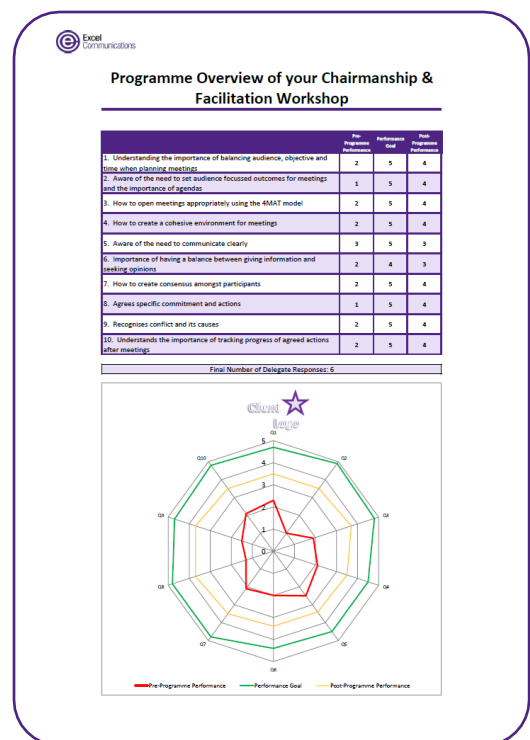 Excel
Communications
Programme Overview of your Chairmanship &
Facilitation Workshop
Pre-
Programme
Performance
Performance
Goal
Post-
Programme
Performance
1. Understanding the importance of balancing audience, objective and
time when planning meetings
2 5 4
2. Aware of the need to set audience focussed outcomes for meetings
and the importance of agendas
1 5 4
3. How to open meetings appropriately using the 4MAT model
2 5 4
4. How to create a cohesive environment for meetings
2 5 4
5. Aware of the need to communicate clearly
3 5 3
6. Importance of having a balance between giving information and
seeking opinions
2 4 3
7. How to create consensus amongst participants
2 5 4
8. Agrees specific commitment and actions
1 5 4
9. Recognises conflict and its causes
2 5 4
10. Understands the importance of tracking progress of agreed actions
after meetings
2 5 4
Final Number of Delegate Responses: 6
Client
Logo
Q1
Q2
Q3
Q4
Q5
Q6
Q7
Q8
Q9
Q10
5
4
3
2
1
0
Pre-Programme Performance
Performance Goal
Post-Programme Performance